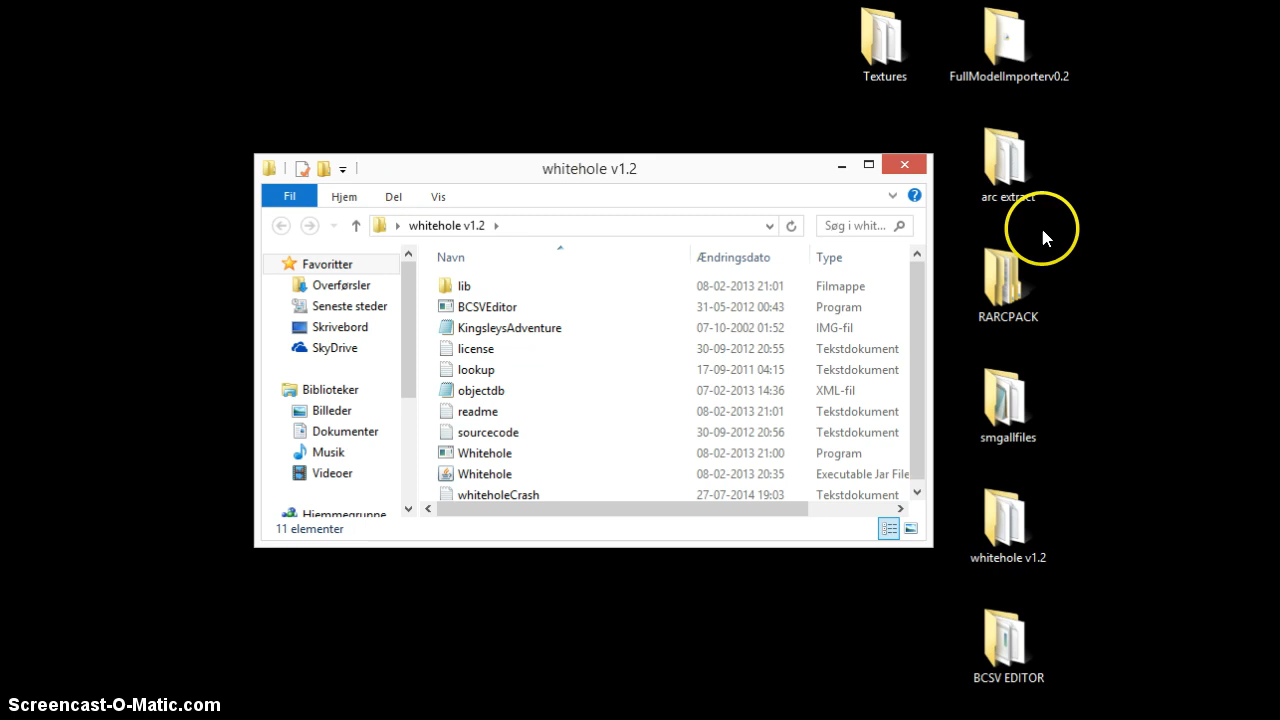 Textures
FullModelImporterv0.2
arc extract
RARCPACK
smgallfiles
whitehole v1.2
BCSV EDITOR
whitehole v1.2
Fil Hjem Del Vis
whitehole v1.2 Søg i whit...
Navn Ændringsdato Type
Favoritter
Overførsler
Seneste steder
Skrivebord
SkyDrive
Biblioteker
Billeder
Dokumenter
Musik
Videoer
Hjemmegruppe
lib 08-02-2013 21:01 Filmappe
BCSVEditor 31-05-2012 00:43 Program
KingsleysAdventure 07-10-2002 01:52 IMG-fil
license 30-09-2012 20:55 Tekstdokument
lookup 17-09-2011 04:15 Tekstdokument
objectdb 07-02-2013 14:36 XML-fil
readme 08-02-2013 21:01 Tekstdokument
sourcecode 30-09-2012 20:56 Tekstdokument
Whitehole 08-02-2013 21:00 Program
Whitehole 08-02-2013 20:35 Executable Jar File
whiteholeCrash 27-07-2014 19:03 Tekstdokument
11 elementer
Screencast-O-Matic.com